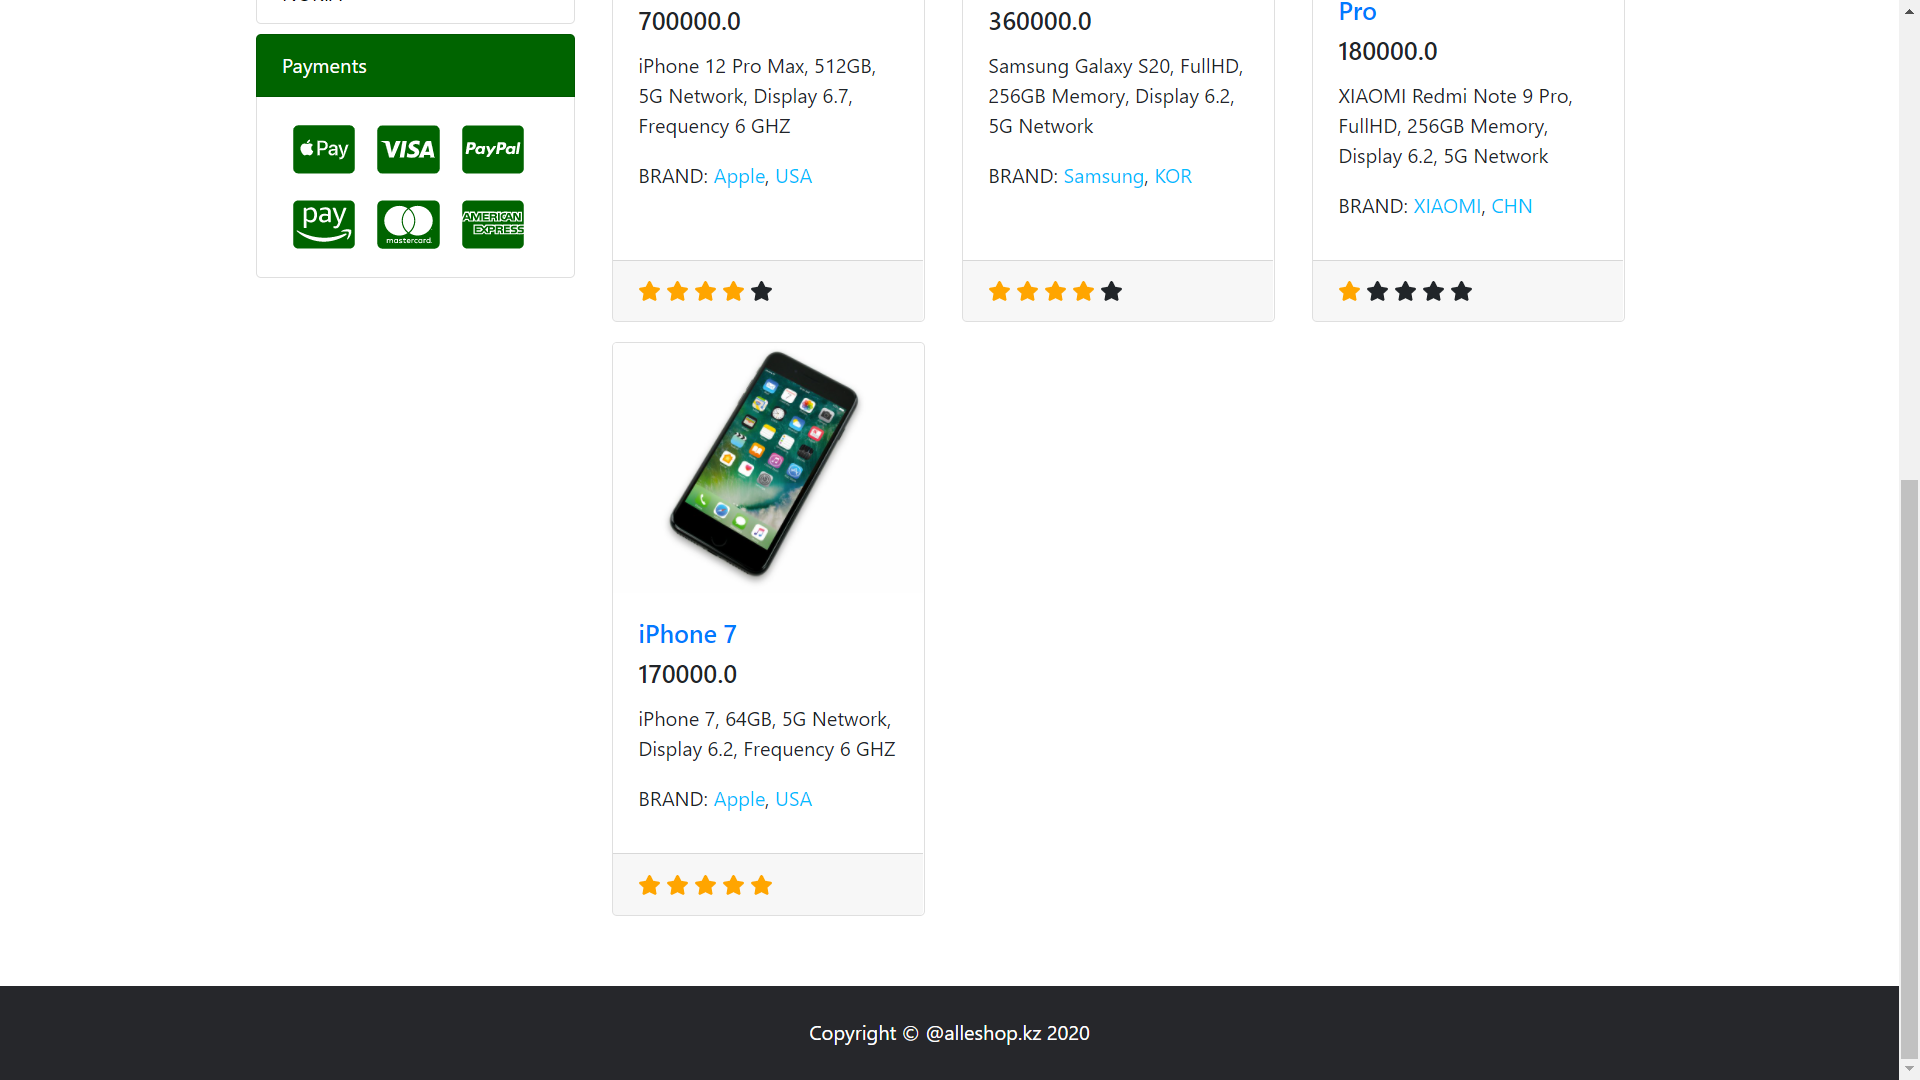 Payments
Pay
VISA
PayPal
pay
mastercard.
AMERICAN
EXPRESS
700000.0
iPhone 12 Pro Max, 512GB,
5G Network, Display 6.7,
Frequency 6 GHZ
BRAND: Apple, USA
360000.0
Samsung Galaxy S20, FullHD,
256GB Memory, Display 6.2,
5G Network
BRAND: Samsung, KOR
Pro
180000.0
XIAOMI Redmi Note 9 Pro,
FullHD, 256GB Memory,
Display 6.2, 5G Network
BRAND: XIAOMI, CHN
iPhone 7
170000.0
iPhone 7, 64GB, 5G Network,
Display 6.2, Frequency 6 GHZ
BRAND: Apple, USA
Copyright © @alleshop.kz 2020